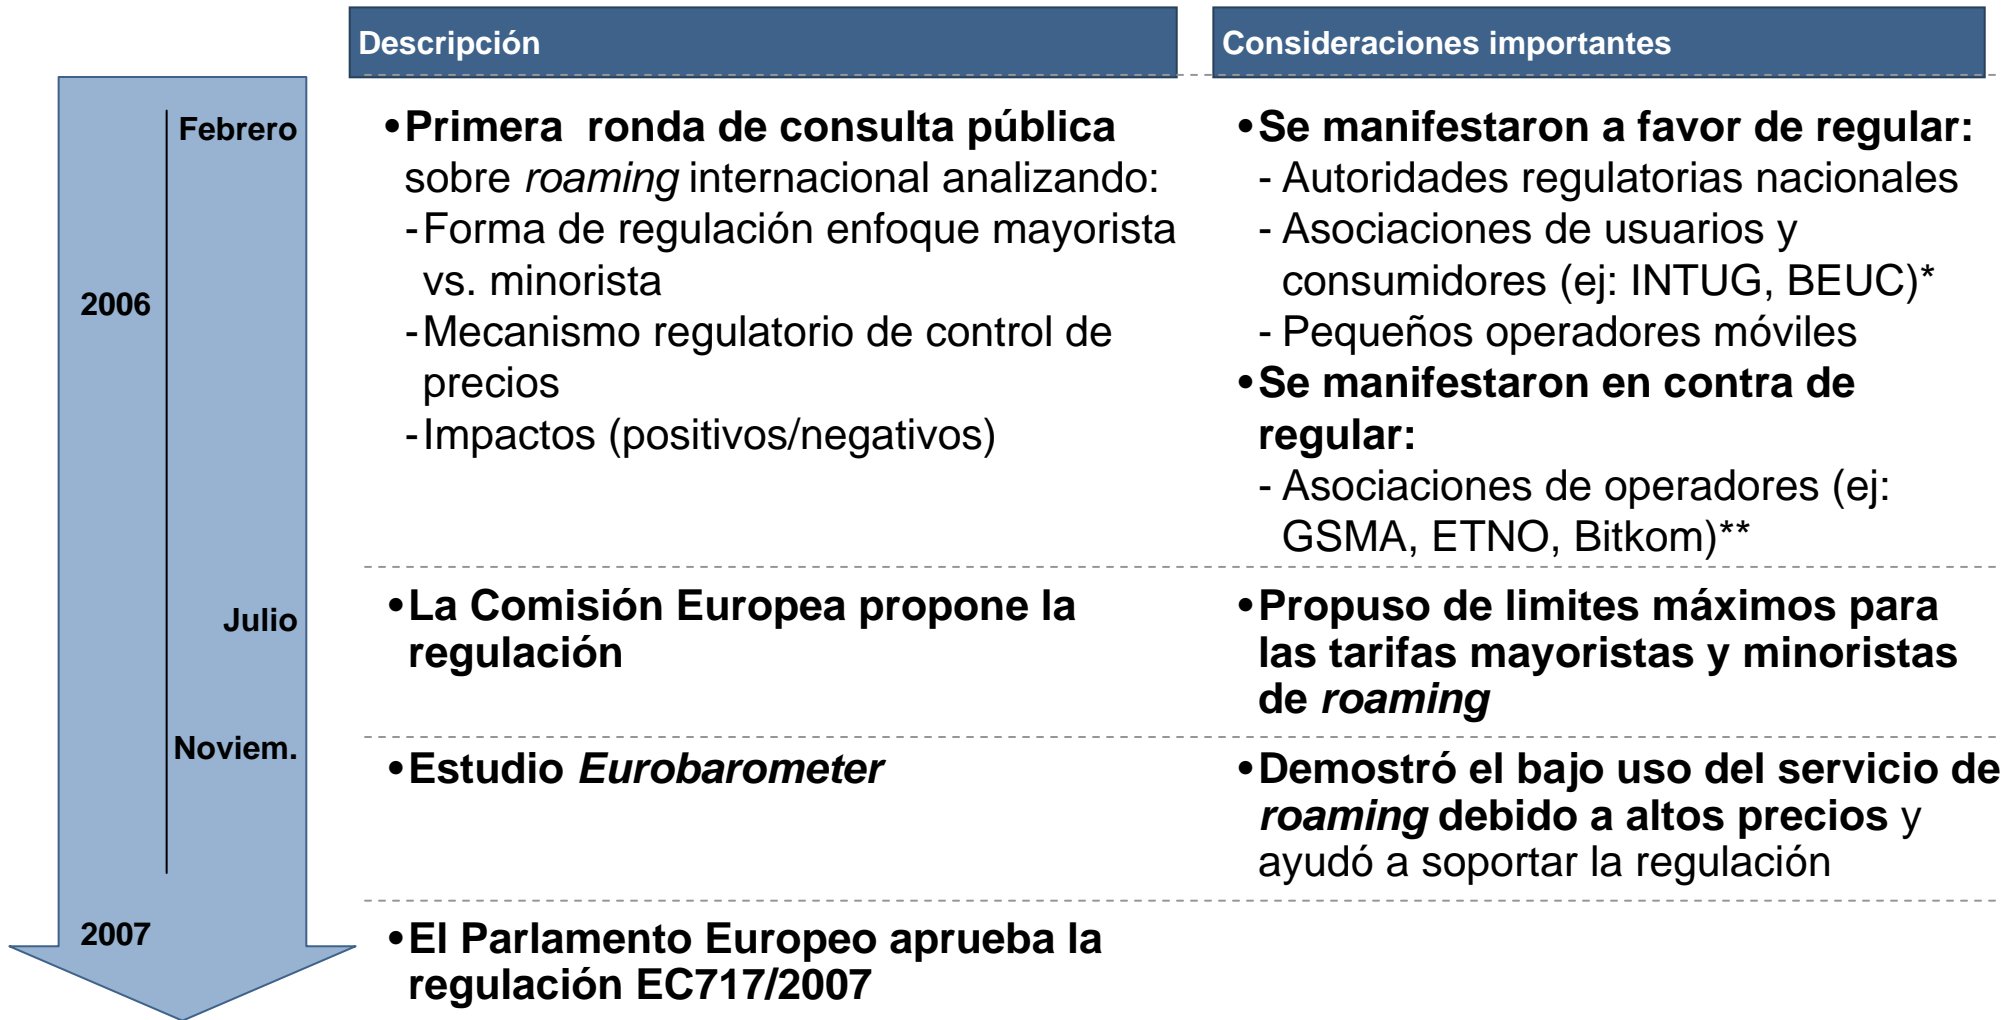 Descripción
Consideraciones importantes
2006
Febrero
•Primera ronda de consulta pública
sobre roaming internacional analizando:
-Forma de regulación enfoque mayorista
vs. minorista
-Mecanismo regulatorio de control de
precios
-Impactos (positivos/negativos)
•Se manifestaron a favor de regular:
- Autoridades regulatorias nacionales
- Asociaciones de usuarios y
consumidores (ej: INTUG, BEUC)*
- Pequeños operadores móviles
•Se manifestaron en contra de
regular:
- Asociaciones de operadores (ej:
GSMA, ETNO, Bitkom)**
Julio
•La Comisión Europea propone la
regulación
•Propuso de limites máximos para
las tarifas mayoristas y minoristas
de roaming
Noviem.
•Estudio Eurobarometer
•Demostró el bajo uso del servicio de
roaming debido a altos precios y
ayudó a soportar la regulación
2007
•El Parlamento Europeo aprueba la
regulación EC717/2007